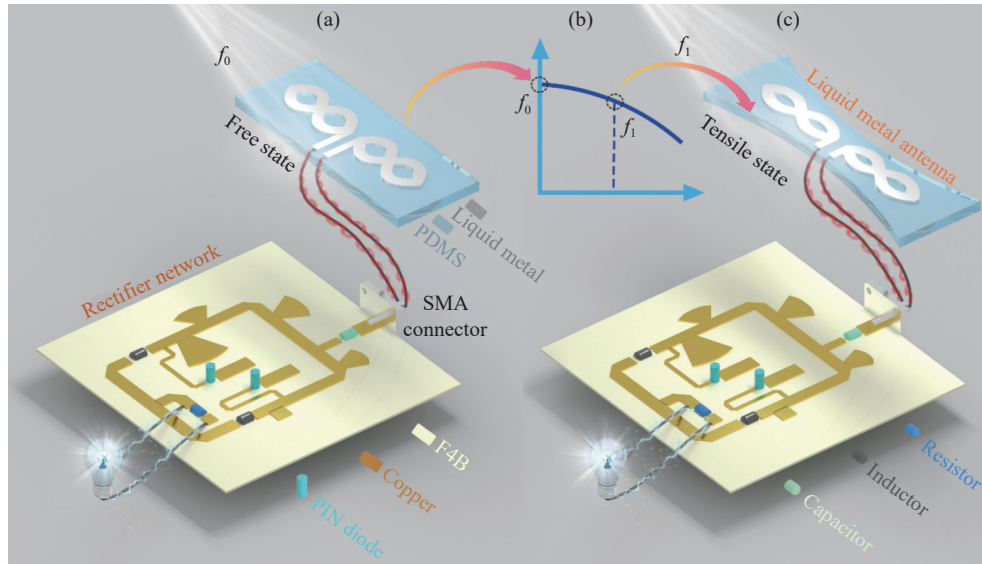 (a)
(b)
(c)
f0
Free state
PDMS
Liquid metal
f0
f1
f1
Tensile state
Liquid metal antenna
Rectifier network
SMA
connector
F4B
Copper
PIN diode
Resistor
Inductor
Capacitor